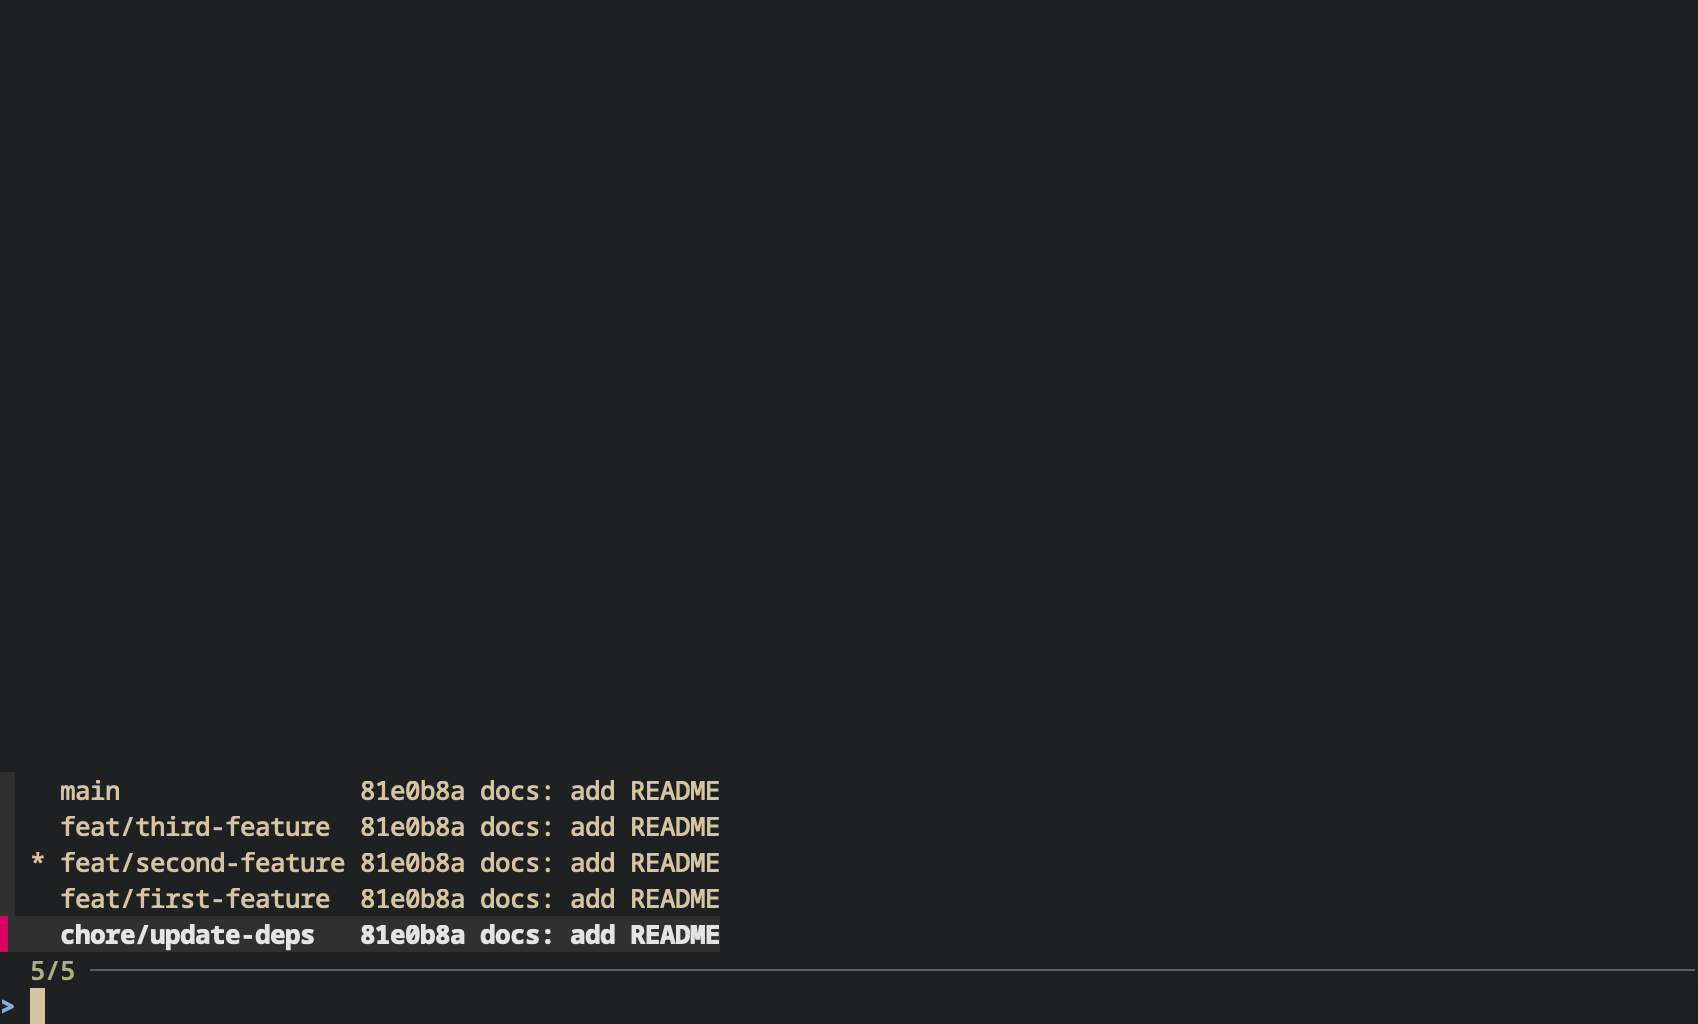 main 81e0b8a docs: add README
feat/third-feature 81e0b8a docs: add README
* feat/second-feature 81e0b8a docs: add README
feat/first-feature 81e0b8a docs: add README
chore/update-deps 81e0b8a docs: add README
5/5
>